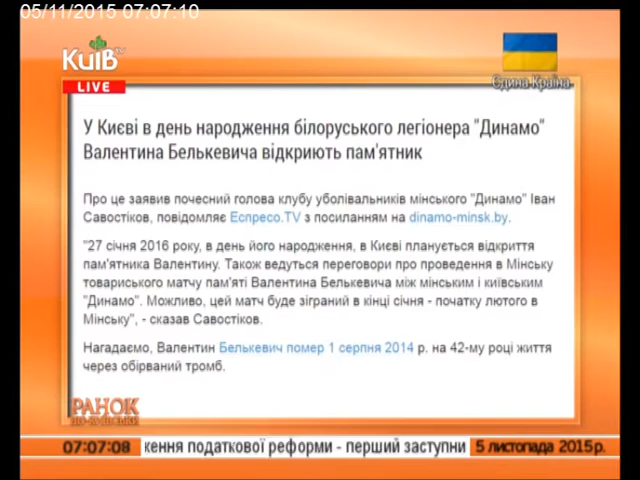 05/11/2015 07:07:10
КиїВ TV
LIVE
Єдина Країна
У Києві в день народження білоруського легіонера "Динамо"
Валентина Белькевича відкриють пам'ятник
Про це заявив почесний голова клубу уболівальників мінського "Динамо" Іван
Савостіков, повідомляє Еспресо.TV з посиланням на dinamo-minsk.by.
"27 січня 2016 року, в день його народження, в Києві планується відкриття
пам'ятника Валентину. Також ведуться переговори про проведення в Мінську
товариського матчу пам'яті Валентина Белькевича між мінським і київським
"Динамо". Можливо, цей матч буде зіграний в кінці січня - початку лютого в
Мінську", - сказав Савостіков.
Нагадаємо, Валентин Белькевич помер 1 серпня 2014 р. на 42-му році життя
через обірваний тромб.
РАНОК
ПО-КИЇВСЬКИ
07:07:08 ження податкової реформи - перший заступни 5 листопада 2015 р.